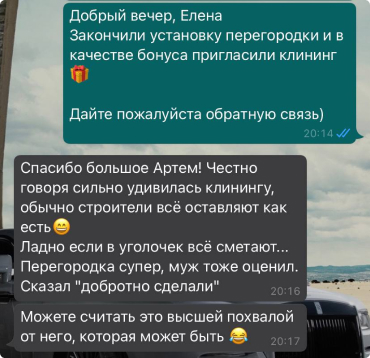 Добрый вечер, Елена
Закончили установку перегородки и в
качестве бонуса пригласили клининг
🎁
Дайте пожалуйста обратную связь)
20:14
Спасибо большое Артем! Честно
говоря сильно удивилась клинингу,
обычно строители всё оставляют как
есть😄
Ладно если в уголочек всё сметают...
Перегородка супер, муж тоже оценил.
Сказал "добротно сделали"
20:16
Можете считать это высшей похвалой
от него, которая может быть 😂
20:17